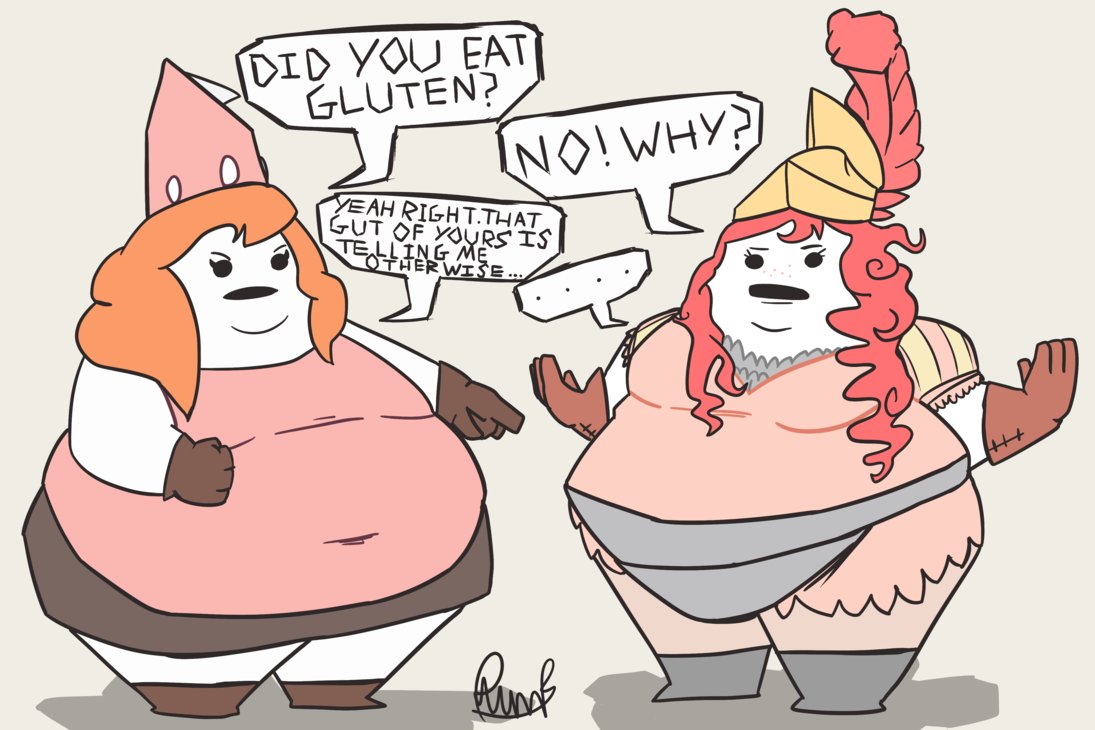 DID YOU EAT
GLUTEN?
NO! WHY?
YEAH RIGHT. THAT
GUT OF YOURS IS
TELLING ME
OTHERWISE...
. . . .